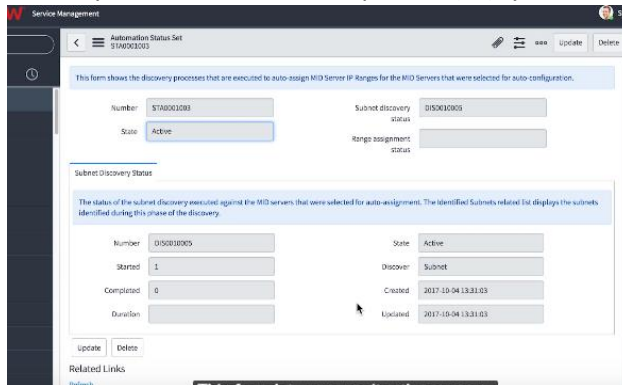 Service Management
Automation Status Set
STA0001003
Update
Delete
This form shows the discovery processes that are executed to auto-assign MID Server IP Ranges for the MID Servers that were selected for auto-configuration.
Number STA0001003
Subnet discovery status DIS0010005
State Active
Range assignment status
Subnet Discovery Status
The status of the subnet discovery executed against the MID servers that were selected for auto-assignment. The Identified Subnets related list displays the subnets
identified during this phase of the discovery.
Number DIS0010005
State Active
Started 1
Discover Subnet
Completed 0
Created 2017-10-04 13:31:03
Duration
Updated 2017-10-04 13:31:03
Update
Delete
Related Links